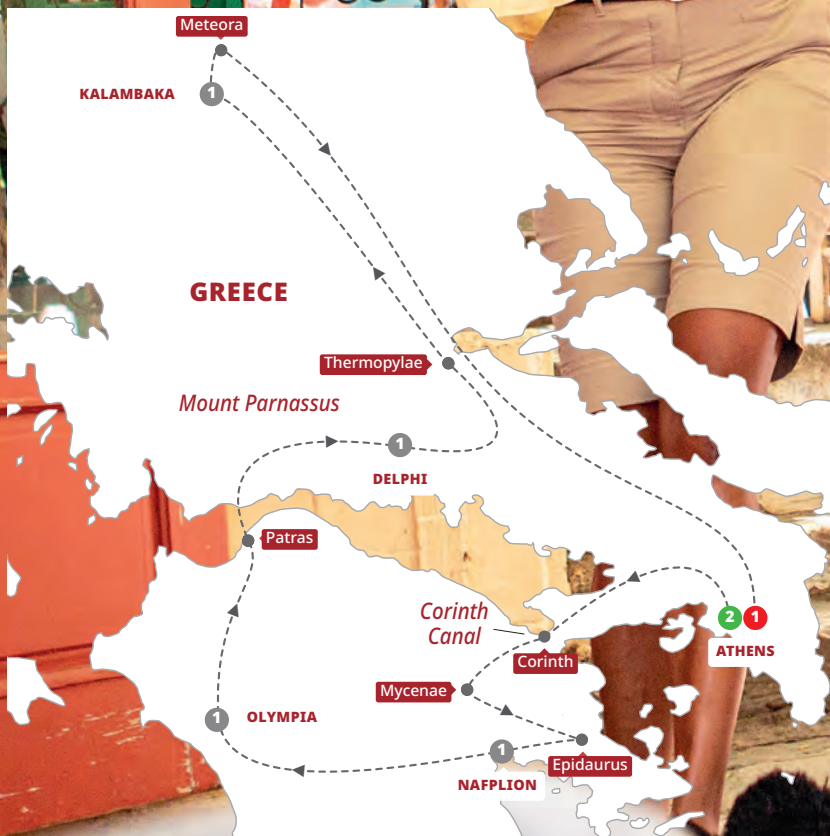 Meteora
1
KALAMBAKA
GREECE
Thermopylae
Mount Parnassus
1
DELPHI
Patras
Corinth
Canal
2
1
ATHENS
Corinth
Mycenae
1
OLYMPIA
Epidaurus
1
NAFPLION